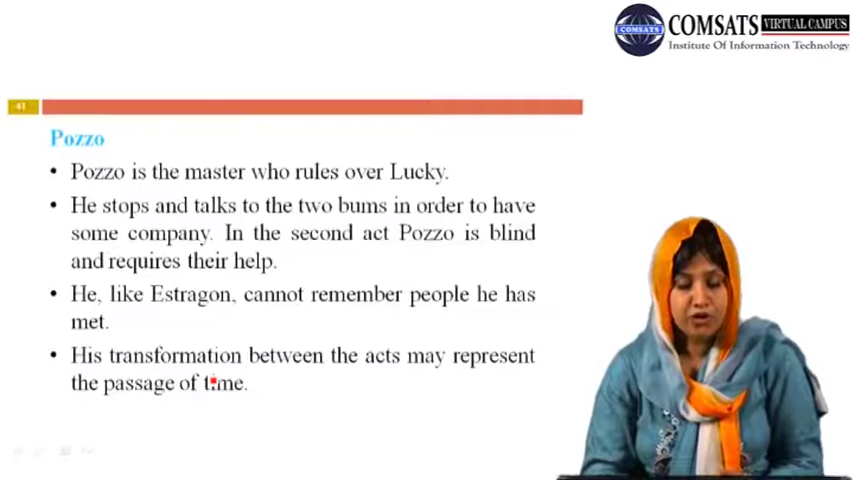 COMSATS
COMSATS VIRTUAL CAMPUS
Institute Of Information Technology
41
Pozzo
• Pozzo is the master who rules over Lucky.
• He stops and talks to the two bums in order to have
some company. In the second act Pozzo is blind
and requires their help.
• He, like Estragon, cannot remember people he has
met.
• His transformation between the acts may represent
the passage of time.